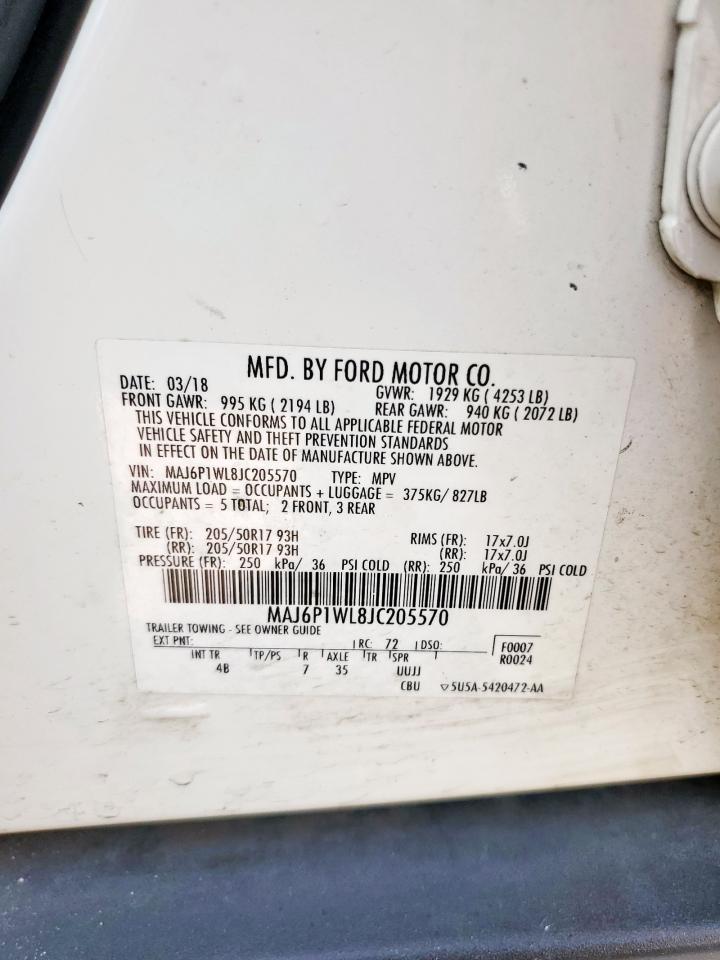 MFD. BY FORD MOTOR CO.
DATE: 03/18 GVWR: 1929 KG ( 4253 LB)
FRONT GAWR: 995 KG ( 2194 LB) REAR GAWR: 940 KG ( 2072 LB)
THIS VEHICLE CONFORMS TO ALL APPLICABLE FEDERAL MOTOR
VEHICLE SAFETY AND THEFT PREVENTION STANDARDS
IN EFFECT ON THE DATE OF MANUFACTURE SHOWN ABOVE.
VIN: MAJ6P1WL8JC205570 TYPE: MPV
MAXIMUM LOAD = OCCUPANTS + LUGGAGE = 375KG/ 827LB
OCCUPANTS = 5 TOTAL; 2 FRONT, 3 REAR
TIRE (FR): 205/50R17 93H RIMS (FR): 17x7.0J
(RR): 205/50R17 93H (RR): 17x7.0J
PRESSURE (FR): 250 kPa/ 36 PSI COLD (RR): 250 kPa/ 36 PSI COLD
MAJ6P1WL8JC205570
TRAILER TOWING - SEE OWNER GUIDE
EXT PNT: RC: 72 DSO: F0007
INT TR TP/PS R AXLE TR SPR R0024
4B 7 35 UUJJ
CBU ▽5U5A-5420472-AA